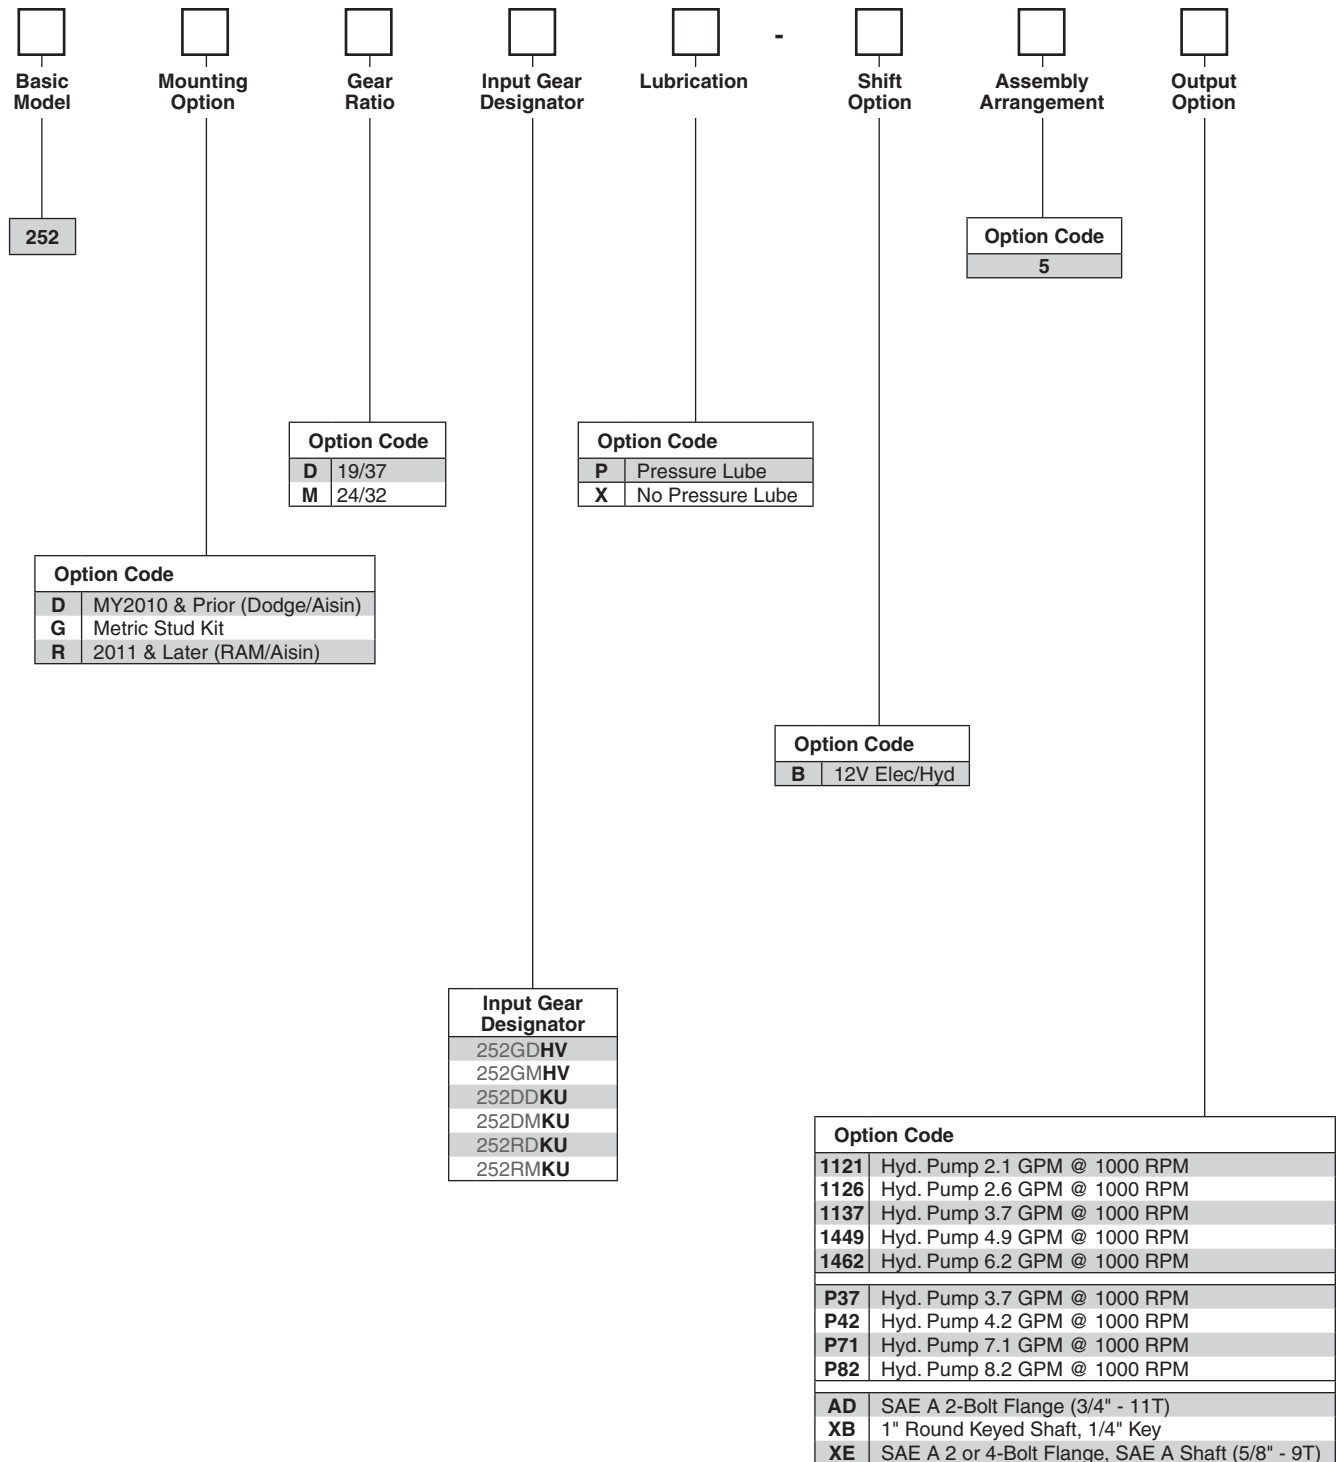 -
Basic Model
Mounting Option
Gear Ratio
Input Gear Designator
Lubrication
Shift Option
Assembly Arrangement
Output Option
252
Option Code
5
Option Code
D 19/37
M 24/32
Option Code
P Pressure Lube
X No Pressure Lube
Option Code
D MY2010 & Prior (Dodge/Aisin)
G Metric Stud Kit
R 2011 & Later (RAM/Aisin)
Option Code
B 12V Elec/Hyd
Input Gear
Designator
252GDHV
252GMHV
252DDKU
252DMKU
252RDKU
252RMKU
Option Code
1121 Hyd. Pump 2.1 GPM @ 1000 RPM
1126 Hyd. Pump 2.6 GPM @ 1000 RPM
1137 Hyd. Pump 3.7 GPM @ 1000 RPM
1449 Hyd. Pump 4.9 GPM @ 1000 RPM
1462 Hyd. Pump 6.2 GPM @ 1000 RPM
P37 Hyd. Pump 3.7 GPM @ 1000 RPM
P42 Hyd. Pump 4.2 GPM @ 1000 RPM
P71 Hyd. Pump 7.1 GPM @ 1000 RPM
P82 Hyd. Pump 8.2 GPM @ 1000 RPM
AD SAE A 2-Bolt Flange (3/4" - 11T)
XB 1" Round Keyed Shaft, 1/4" Key
XE SAE A 2 or 4-Bolt Flange, SAE A Shaft (5/8" - 9T)